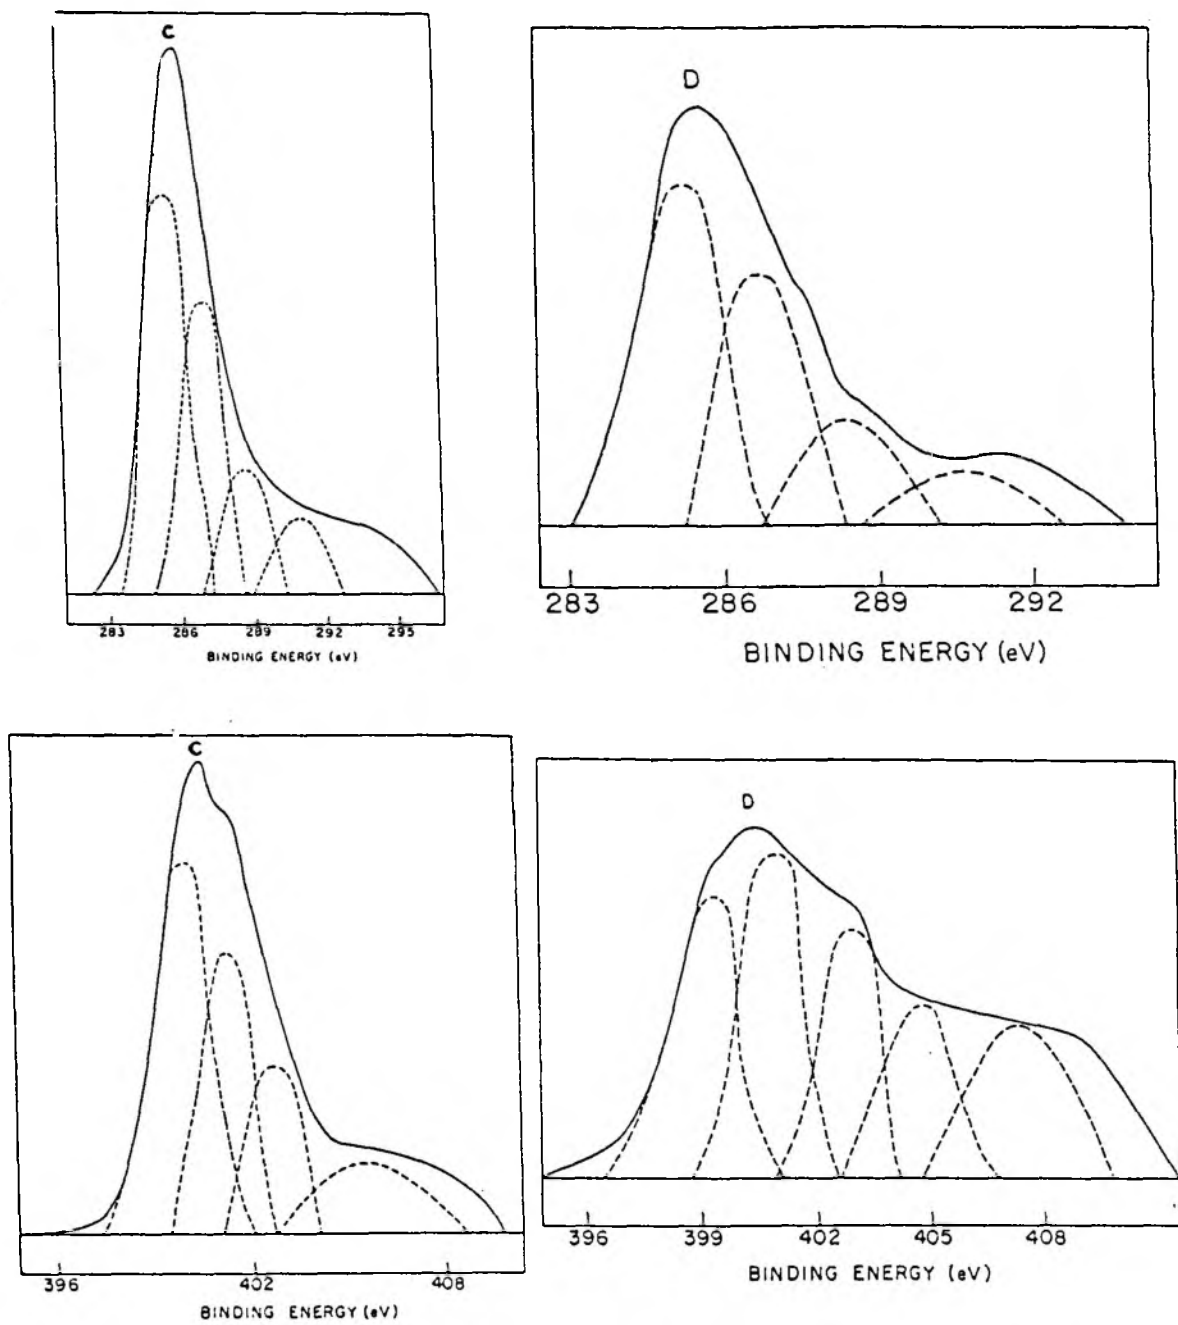 C
D
283 286 289 292 295
BINDING ENERGY (eV)
283 286 289 292
BINDING ENERGY (eV)
C
D
396 402 408
BINDING ENERGY (eV)
396 399 402 405 408
BINDING ENERGY (eV)